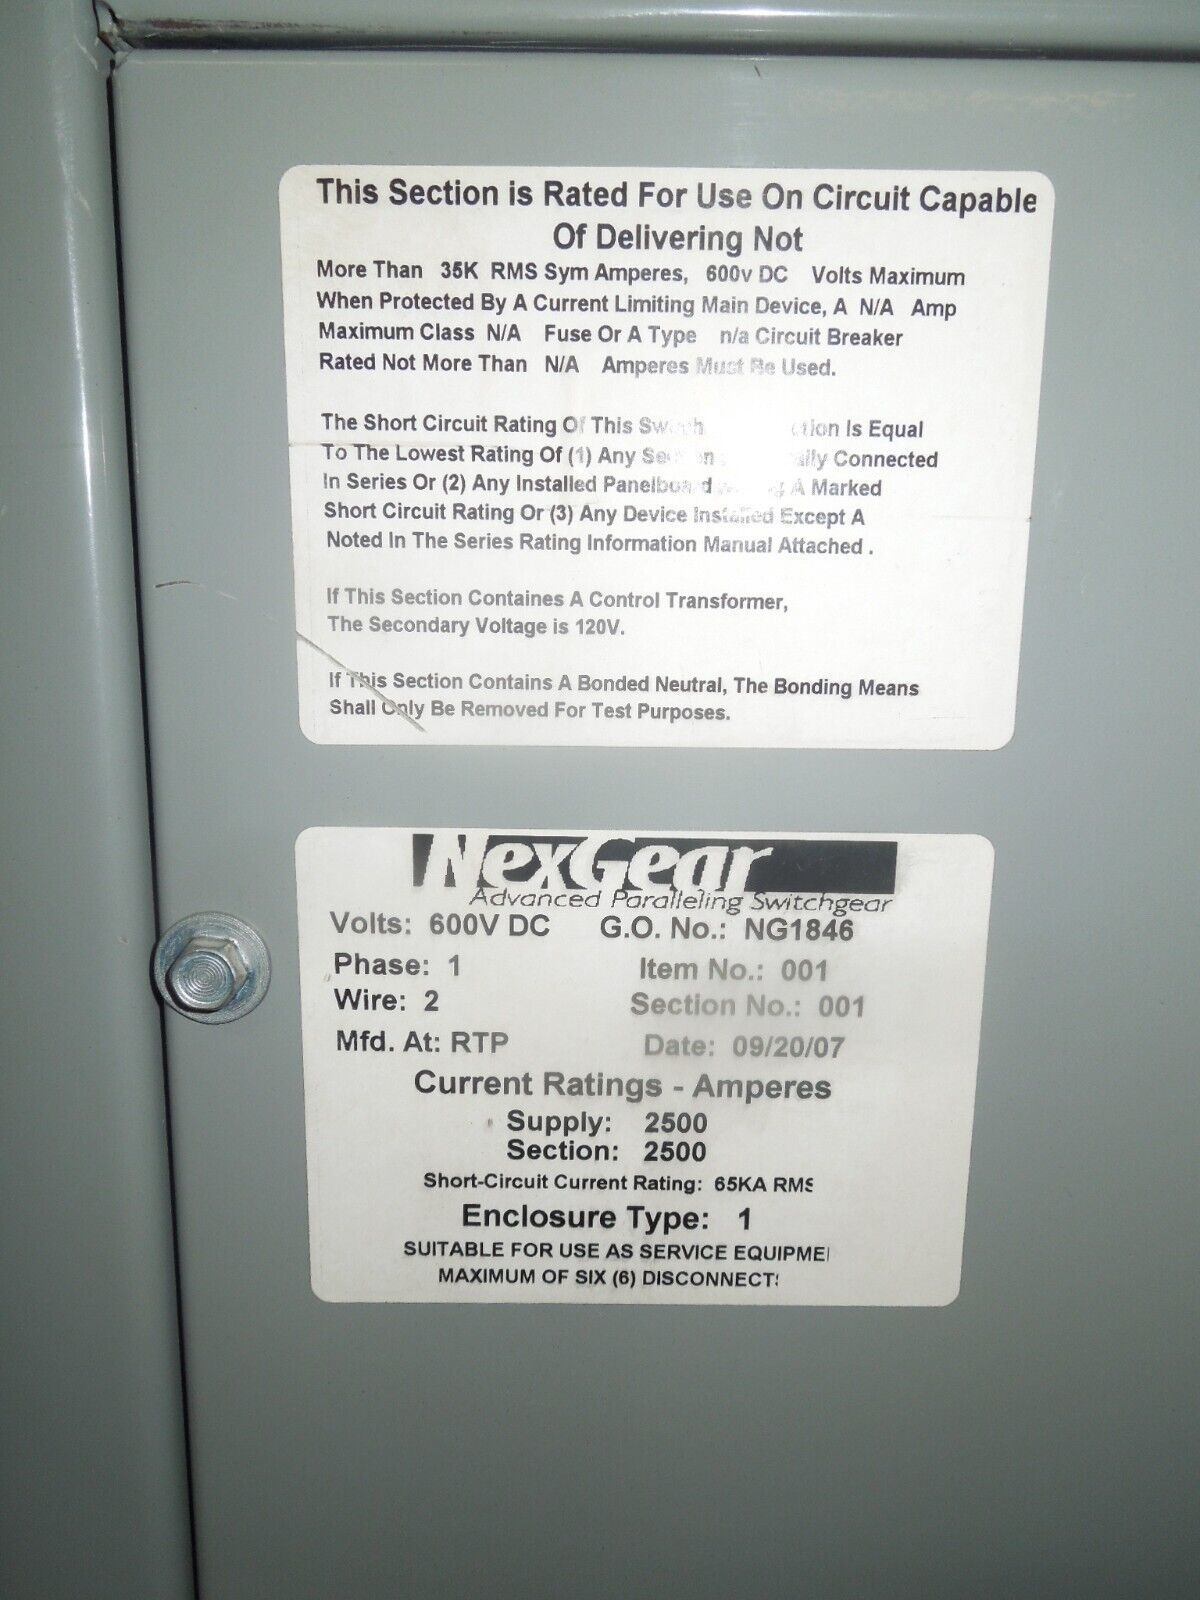 This Section is Rated For Use On Circuit Capable
Of Delivering Not
More Than 35K RMS Sym Amperes, 600v DC Volts Maximum
When Protected By A Current Limiting Main Device, A N/A Amp
Maximum Class N/A Fuse Or A Type n/a Circuit Breaker
Rated Not More Than N/A Amperes Must Be Used.
The Short Circuit Rating Of This Is Equal
To The Lowest Rating Of (1) Any Connected
In Series Or (2) Any Installed Panelboard A Marked
Short Circuit Rating Or (3) Any Device Installed Except A
Noted In The Series Rating Information Manual Attached .
If This Section Containes A Control Transformer,
The Secondary Voltage is 120V.
If This Section Contains A Bonded Neutral, The Bonding Means
Shall Only Be Removed For Test Purposes.
NexGear
Advanced Paralleling Switchgear
Volts: 600V DC G.O. No.: NG1846
Phase: 1 Item No.: 001
Wire: 2 Section No.: 001
Mfd. At: RTP Date: 09/20/07
Current Ratings - Amperes
Supply: 2500
Section: 2500
Short-Circuit Current Rating: 65KA RMS
Enclosure Type: 1
SUITABLE FOR USE AS SERVICE EQUIPME
MAXIMUM OF SIX (6) DISCONNECTS